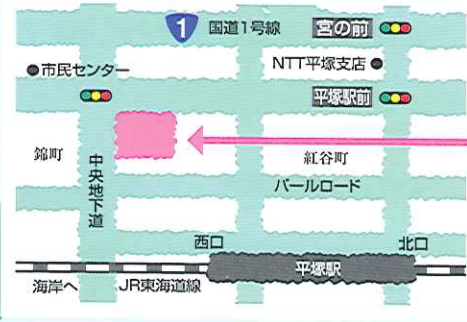 1 国道1号線 宮の前
市民センター NTT平塚支店
平塚駅前
錦町
中央地下道
紅谷町
パールロード
西口 北口
平塚駅
海岸へ JR東海道線